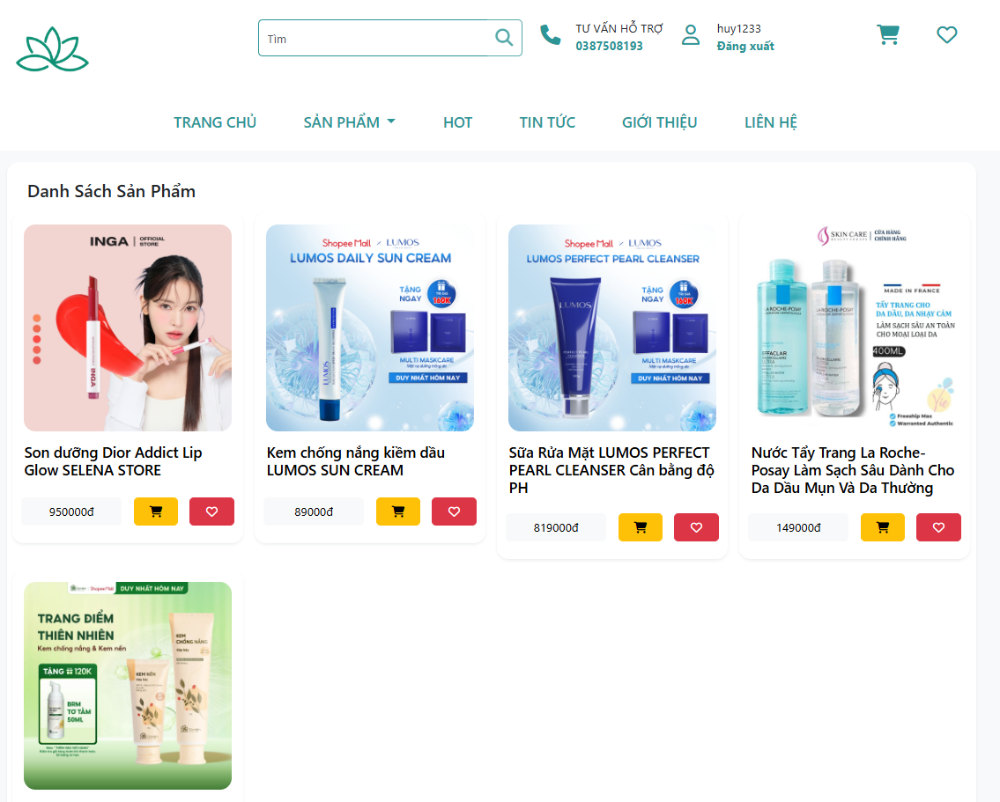 Tìm
TƯ VẤN HỖ TRỢ
0387508193
huy1233
Đăng xuất
TRANG CHỦ
SẢN PHẨM
HOT
TIN TỨC
GIỚI THIỆU
LIÊN HỆ
Danh Sách Sản Phẩm
INGA | OFFICIAL STORE
INGA
Son dưỡng Dior Addict Lip
Glow SELENA STORE
950000đ
Shopee Mall × LUMOS
LUMOS DAILY SUN CREAM
TẶNG
NGAY
TRỊ GIÁ
160K
LUMOS
MULTI MASKCARE
DUY NHẤT HÔM NAY
Kem chống nắng kiềm dầu
LUMOS SUN CREAM
89000đ
Shopee Mall × LUMOS
LUMOS PERFECT PEARL CLEANSER
TẶNG
NGAY
TRỊ GIÁ
160K
LUMOS
MULTI MASKCARE
DUY NHẤT HÔM NAY
Sữa Rửa Mặt LUMOS PERFECT
PEARL CLEANSER Cân bằng độ
PH
819000đ
SKIN CARE | CỬA HÀNG
CHÍNH HÃNG
MADE IN FRANCE
TẨY TRANG CHO
DA DẦU, DA NHẠY CẢM
LÀM SẠCH SÂU AN TOÀN
CHO MOẠI LOẠI DA
400ML
LA ROCHE-POSAY
LA ROCHE-POSAY
EFFACLAR
Freeship Max
Warranted Authentic
Nước Tẩy Trang La Roche-
Posay Làm Sạch Sâu Dành Cho
Da Dầu Mụn Và Da Thường
149000đ
Shopee Mall
DUY NHẤT HÔM NAY
TRANG ĐIỂM
THIÊN NHIÊN
Kem chống nắng & Kem nền
TẶNG 120K
BRM
TƠ TẰM
50ML
KEM
CHỐNG NẮNG
KEM NỀN